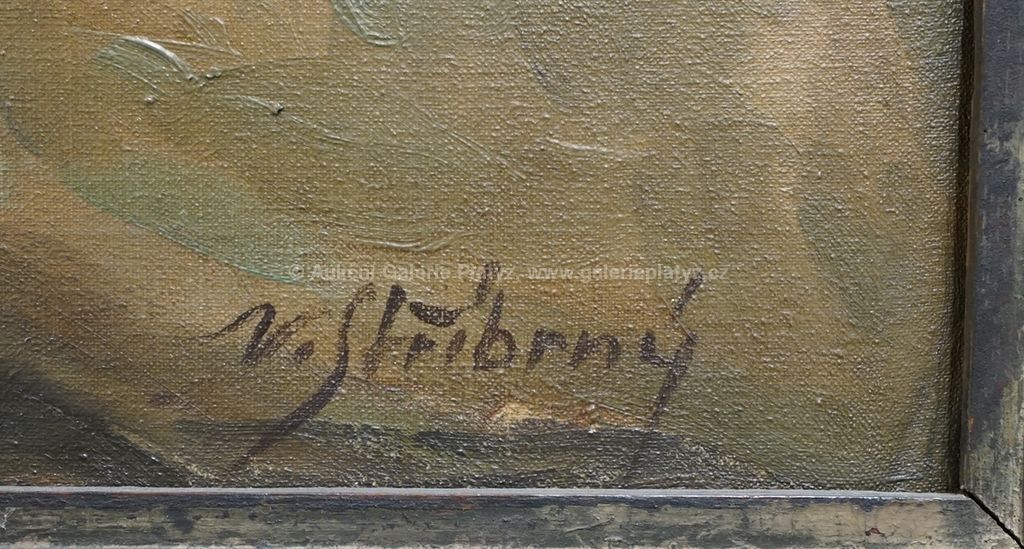 © Aukční Galerie Platýz www.galerieplatyz.cz
V. Stříbrný